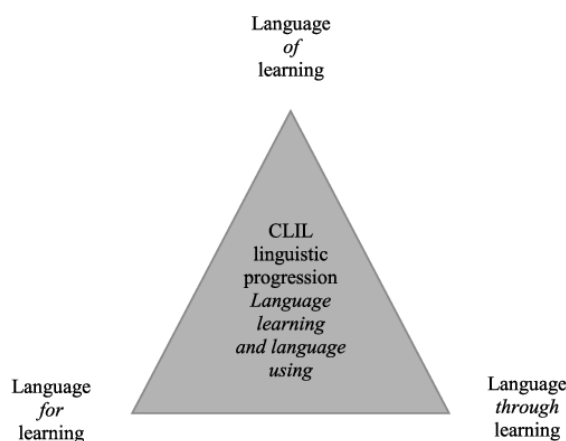 Language
of
learning
CLIL
linguistic
progression
Language
learning
and language
using
Language
for
learning
Language
through
learning